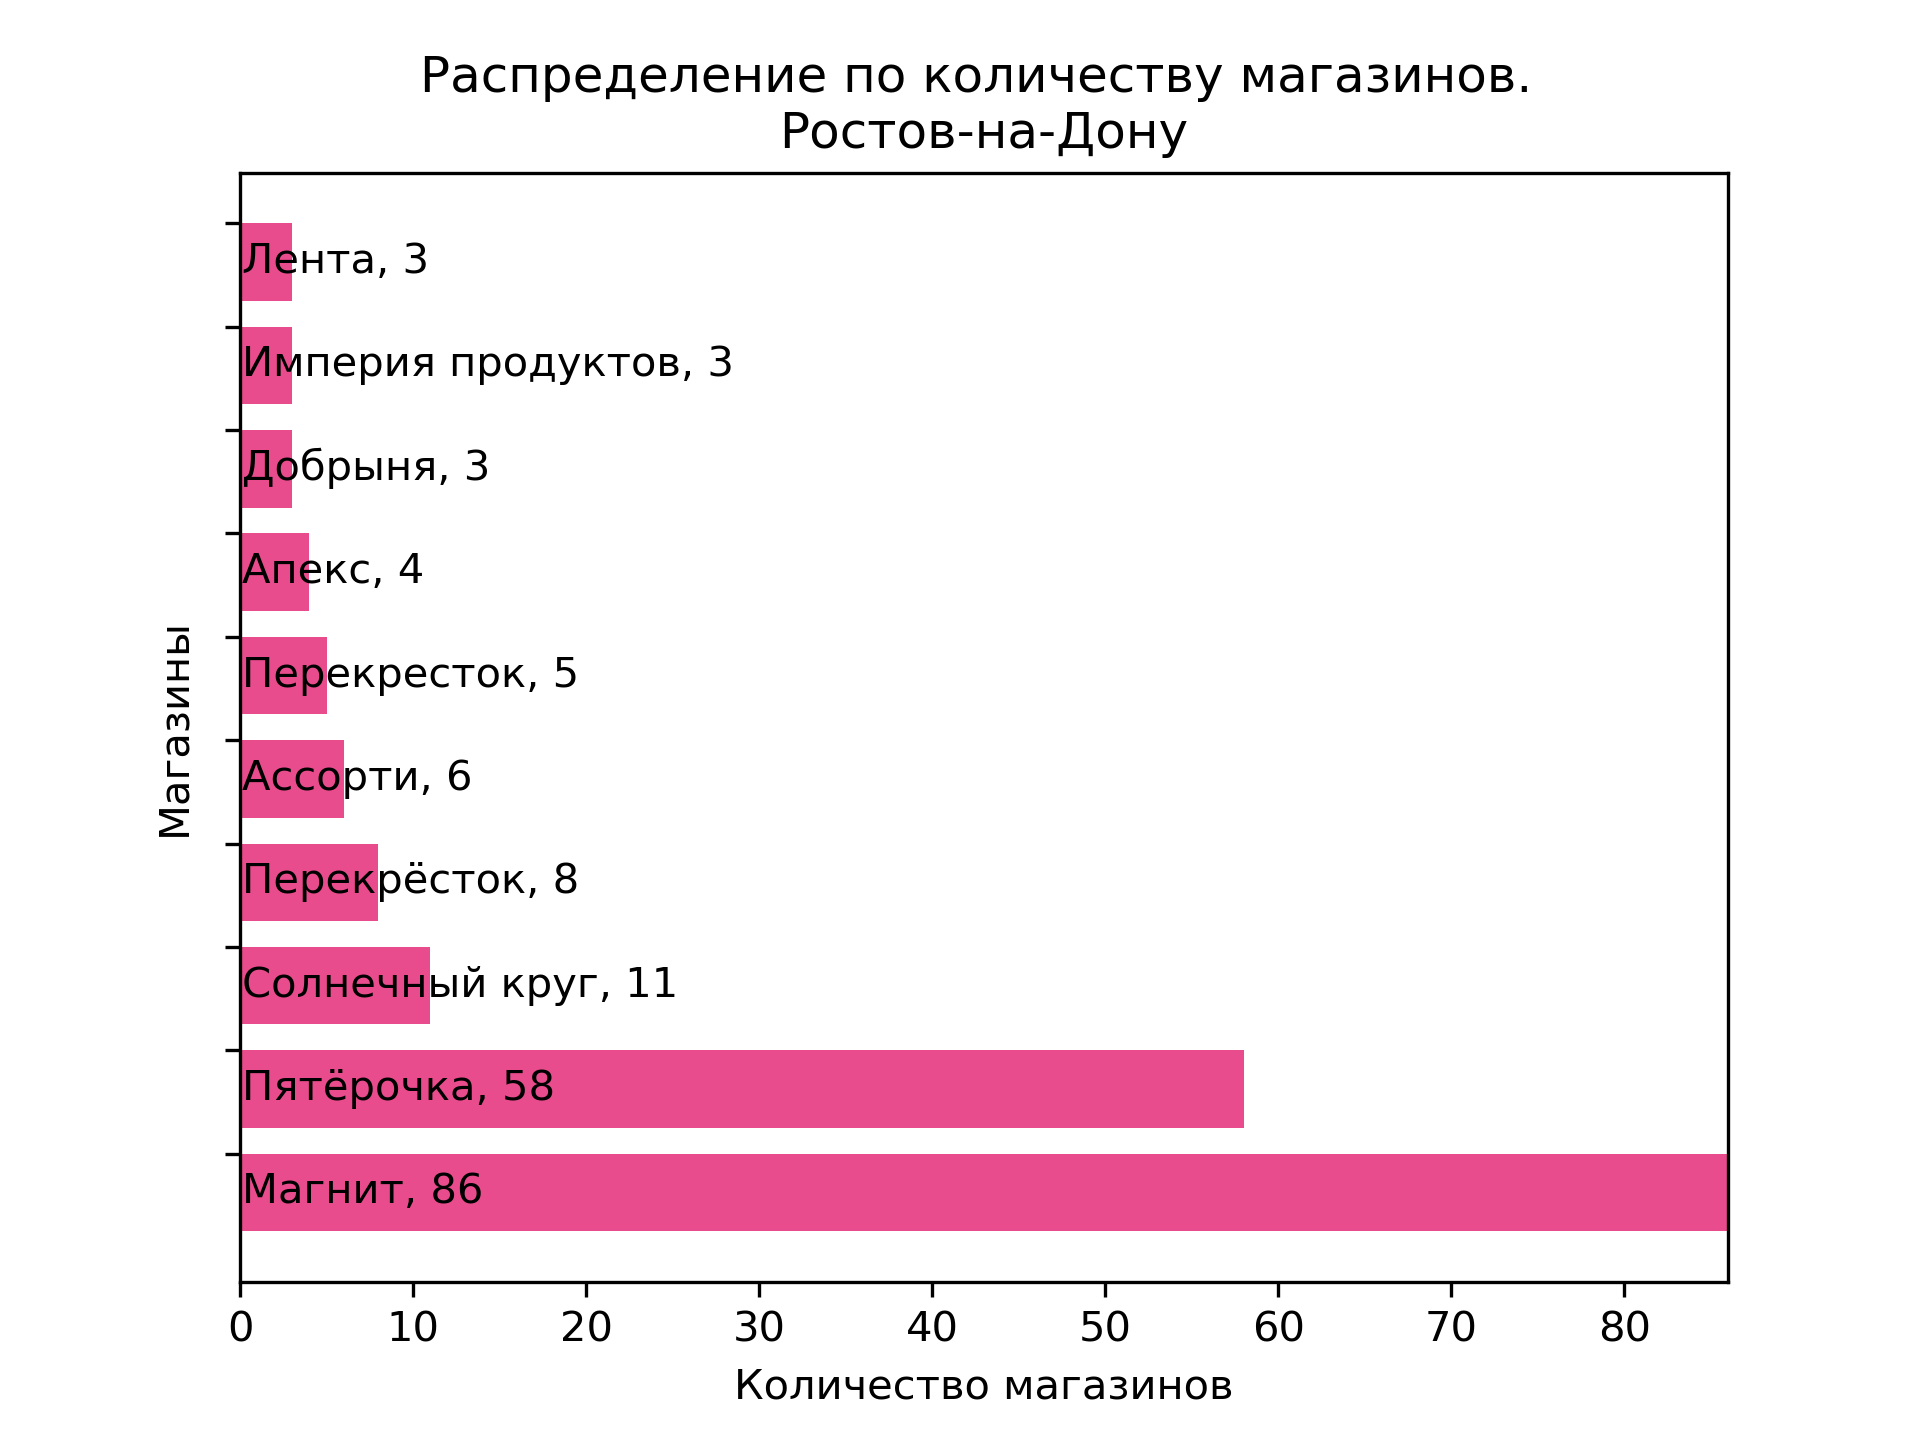 Распределение по количеству магазинов.
Ростов-на-Дону
Лента, 3
Империя продуктов, 3
Добрыня, 3
Апекс, 4
Перекресток, 5
Ассорти, 6
Перекрёсток, 8
Солнечный круг, 11
Пятёрочка, 58
Магнит, 86
Магазины
0 10 20 30 40 50 60 70 80
Количество магазинов